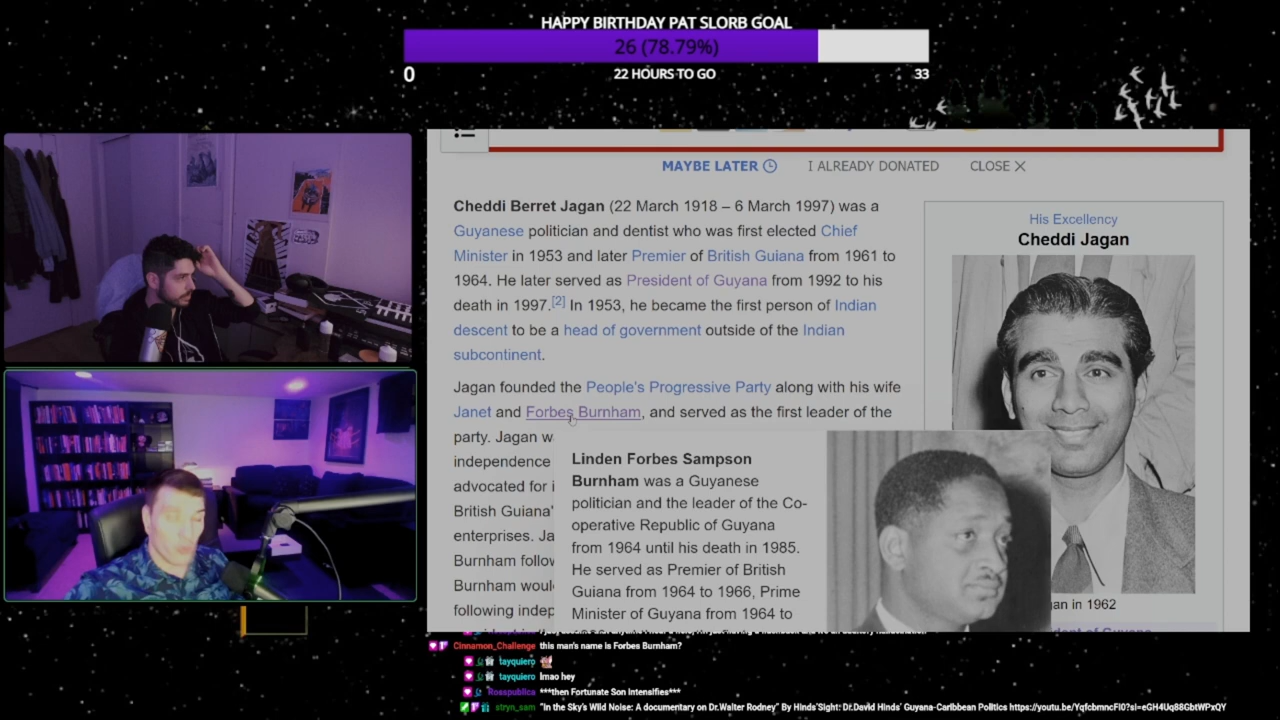 HAPPY BIRTHDAY PAT SLORB GOAL
26 (78.79%)
0 22 HOURS TO GO 33
MAYBE LATER I ALREADY DONATED CLOSE
Cheddi Berret Jagan (22 March 1918 – 6 March 1997) was a
Guyanese politician and dentist who was first elected Chief
Minister in 1953 and later Premier of British Guiana from 1961 to
1964. He later served as President of Guyana from 1992 to his
death in 1997.[2] In 1953, he became the first person of Indian
descent to be a head of government outside of the Indian
subcontinent.
Jagan founded the People's Progressive Party along with his wife
Janet and Forbes Burnham, and served as the first leader of the
party. Jagan w
independence
advocated for i
British Guiana'
enterprises. Ja
Burnham follow
Burnham woul
following indep
Linden Forbes Sampson
Burnham was a Guyanese
politician and the leader of the Co-
operative Republic of Guyana
from 1964 until his death in 1985.
He served as Premier of British
Guiana from 1964 to 1966, Prime
Minister of Guyana from 1964 to
His Excellency
Cheddi Jagan
gan in 1962
dent of Guyana
Cinnamon_Challenge this man's name is Forbes Burnham?
tayquiero
tayquiero lmao hey
Rosspublica ***then Fortunate Son intensifies***
stryn_sam "In the Sky's Wild Noise: A documentary on Dr.Walter Rodney" By Hinds'Sight: Dr.David Hinds' Guyana-Caribbean Politics https://youtu.be/YqfcbmncFl0?si=eGH4Uq88GbtWPxQY